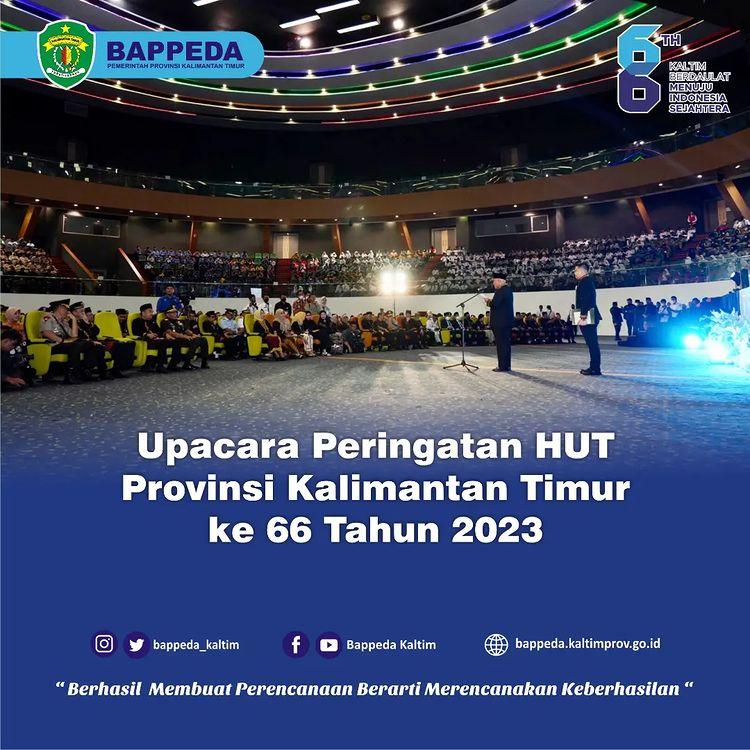 BAPPEDA
PEMERINTAH PROVINSI KALIMANTAN TIMUR
66TH
KALTIM
BERDAULAT
MENUJU
INDONESIA
SEJAHTERA
Upacara Peringatan HUT
Provinsi Kalimantan Timur
ke 66 Tahun 2023
bappeda_kaltim
Bappeda Kaltim
bappeda.kaltimprov.go.id
“ Berhasil Membuat Perencanaan Berarti Merencanakan Keberhasilan “